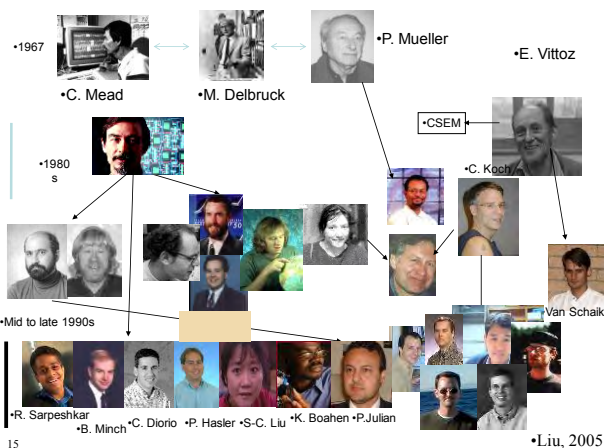 •1967
•P. Mueller
•E. Vittoz
•C. Mead
•M. Delbruck
•CSEM
•1980
s
•C. Koch
Van Schaik
•Mid to late 1990s
•R. Sarpeshkar
•B. Minch
•C. Diorio
•P. Hasler
•S-C. Liu
•K. Boahen
•P.Julian
15
•Liu, 2005